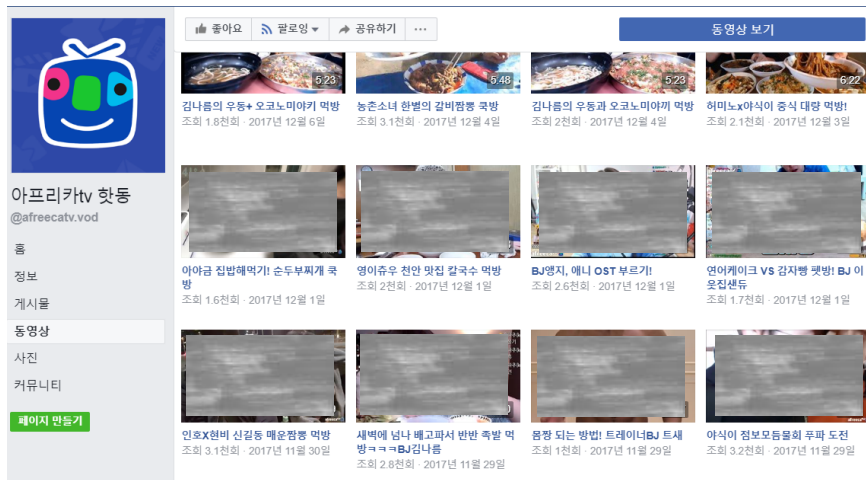 좋아요 팔로잉 공유하기 ... 동영상 보기
5:23 5:48 5:23 6:22
김나름의 우동+ 오코노미야키 먹방
조회 1.8천회 · 2017년 12월 6일
농촌소녀 한별의 갈비짬뽕 쿡방
조회 3.1천회 · 2017년 12월 4일
김나름의 우동과 오코노미야끼 먹방
조회 2천회 · 2017년 12월 4일
허미노x야식이 중식 대량 먹방!
조회 2.1천회 · 2017년 12월 3일
아프리카tv 핫동
@afreecatv.vod
홈
정보
게시물
동영상
사진
커뮤니티
페이지 만들기
아야금 집밥해먹기! 순두부찌개 쿡
방
조회 1.6천회 · 2017년 12월 1일
영이쥬우 천안 맛집 칼국수 먹방
조회 2천회 · 2017년 12월 1일
BJ앵지, 애니 OST 부르기!
조회 2.6천회 · 2017년 12월 1일
연어케이크 VS 감자빵 펫방! BJ 이
웃집샌듀
조회 1.7천회 · 2017년 12월 1일
인호X현비 신길동 매운짬뽕 먹방
조회 3.1천회 · 2017년 11월 30일
새벽에 넘나 배고파서 반반 족발 먹
방ㅋㅋㅋBJ김나름
조회 2.8천회 · 2017년 11월 29일
몸짱 되는 방법! 트레이너BJ 트새
조회 1천회 · 2017년 11월 29일
야식이 점보모듬물회 푸파 도전
조회 3.2천회 · 2017년 11월 29일